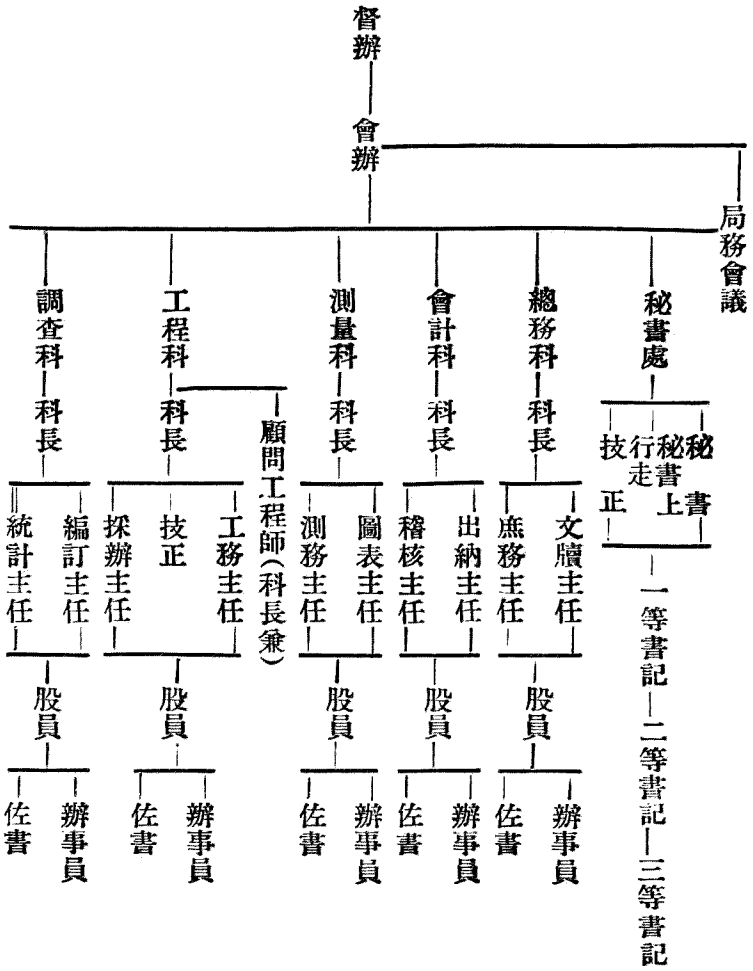 督辦
會辦
局務會議
秘書處
秘書
秘書上行走
技正
一等書記
二等書記
三等書記
總務科
科長
文牘主任
庶務主任
股員
辦事員
佐書
會計科
科長
出納主任
稽核主任
股員
辦事員
佐書
測量科
科長
圖表主任
測務主任
股員
辦事員
佐書
工程科
科長
顧問工程師(科長兼)
工務主任
技正
採辦主任
股員
辦事員
佐書
調查科
科長
編訂主任
統計主任
股員
辦事員
佐書